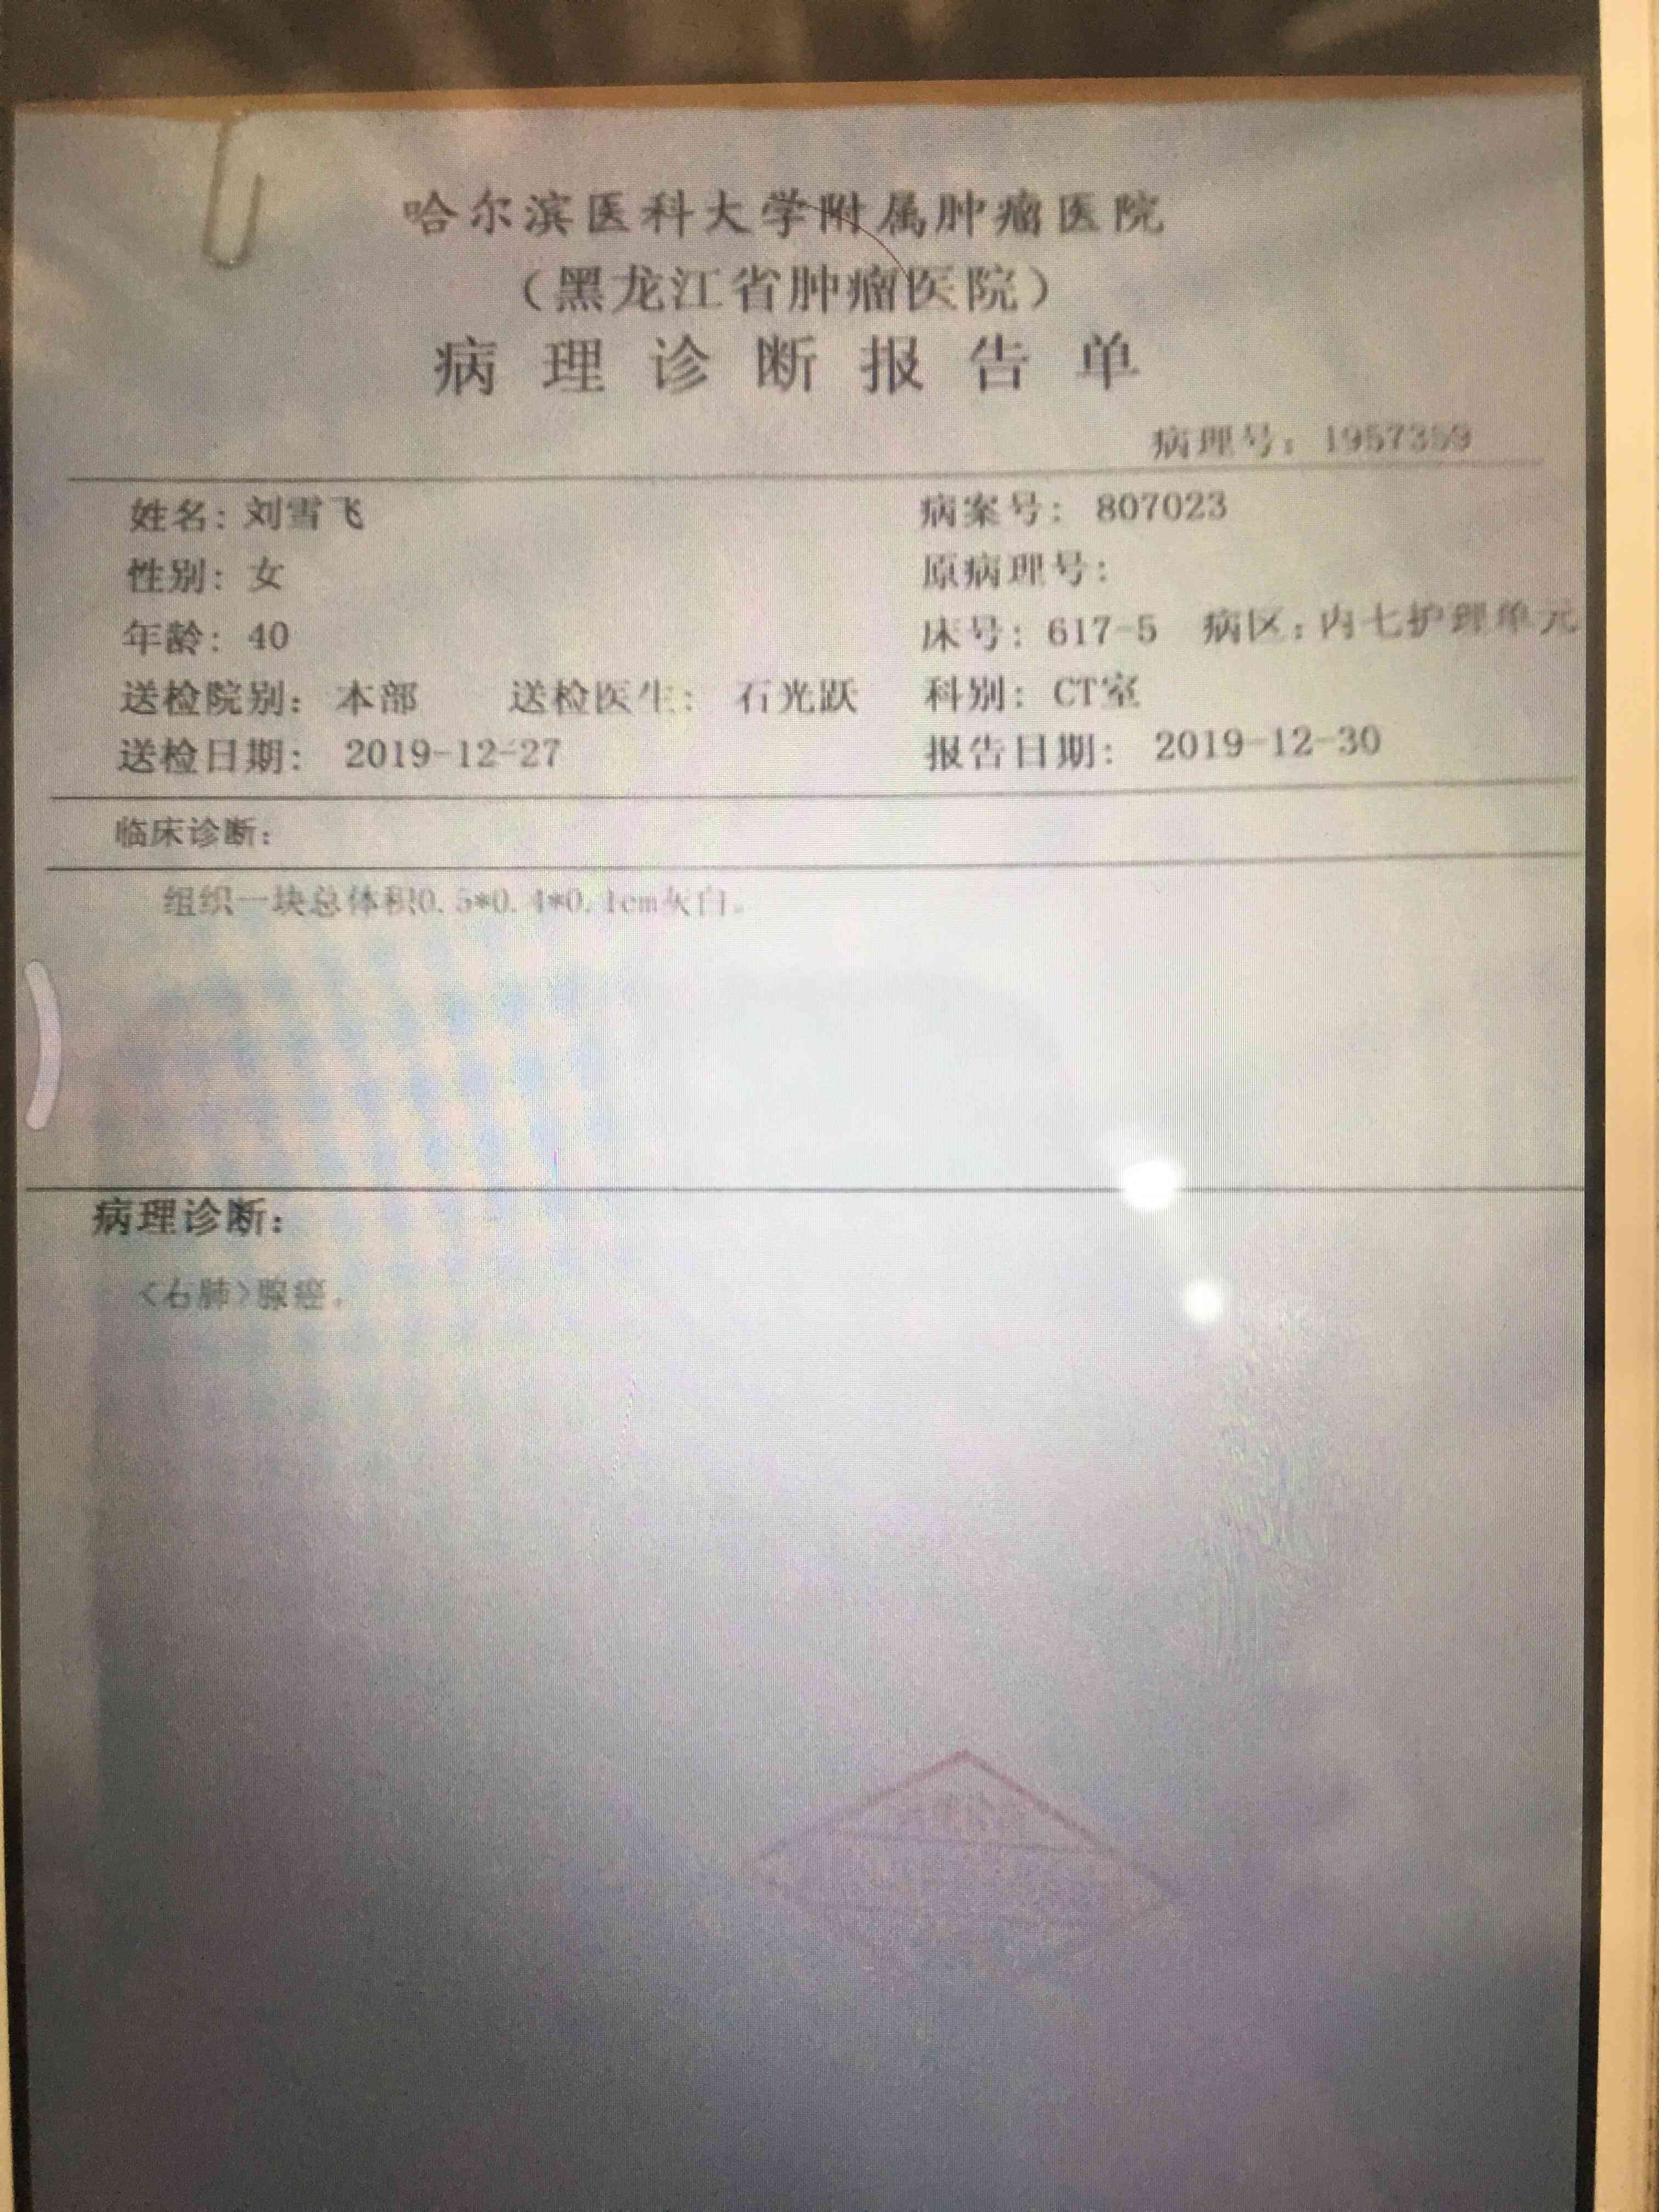 哈尔滨医科大学附属肿瘤医院
（黑龙江省肿瘤医院）
病理诊断报告单
病理号：1957359
姓名：刘雪飞 病案号：807023
性别：女 原病理号：
年龄：40 床号：617-5 病区：内七护理单元
送检院别：本部 送检医生：石光跃 科别：CT室
送检日期：2019-12-27 报告日期：2019-12-30
临床诊断：
组织一块总体积0.5*0.4*0.1cm灰白。
病理诊断：
<右肺>腺癌。